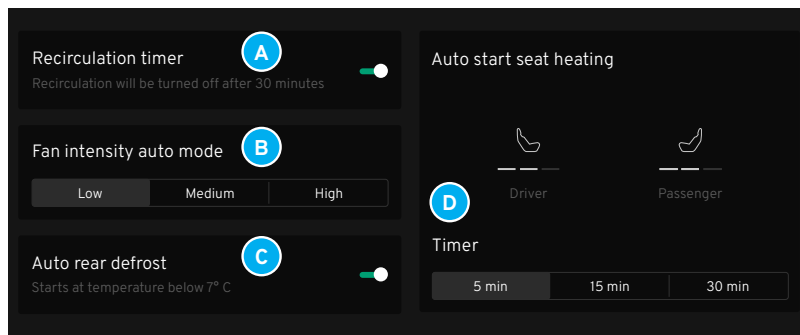 Recirculation timer
A
Recirculation will be turned off after 30 minutes
Fan intensity auto mode
B
Low Medium High
Auto rear defrost
C
Starts at temperature below 7° C
Auto start seat heating
Driver Passenger
D
Timer
5 min 15 min 30 min